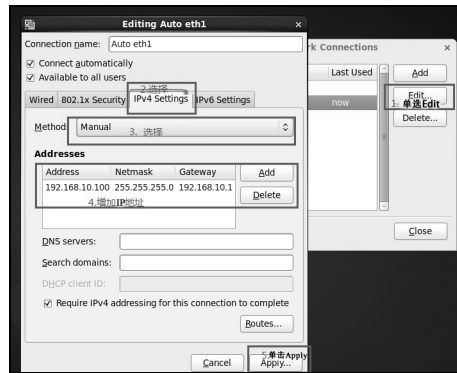 Editing Auto eth1
Connection name: Auto eth1
Connect automatically
Available to all users
2.选择
Wired 802.1x Security IPv4 Settings IPv6 Settings
Method: Manual
3、选择
Addresses
Address Netmask Gateway
192.168.10.100 255.255.255.0 192.168.10.1
4.增加IP地址
Add
Delete
DNS servers:
Search domains:
DHCP client ID:
Require IPv4 addressing for this connection to complete
Routes...
5.单击Apply
Cancel Apply...
rk Connections
Last Used
now
Add
Edit...
1、单选Edit
Delete...
Close